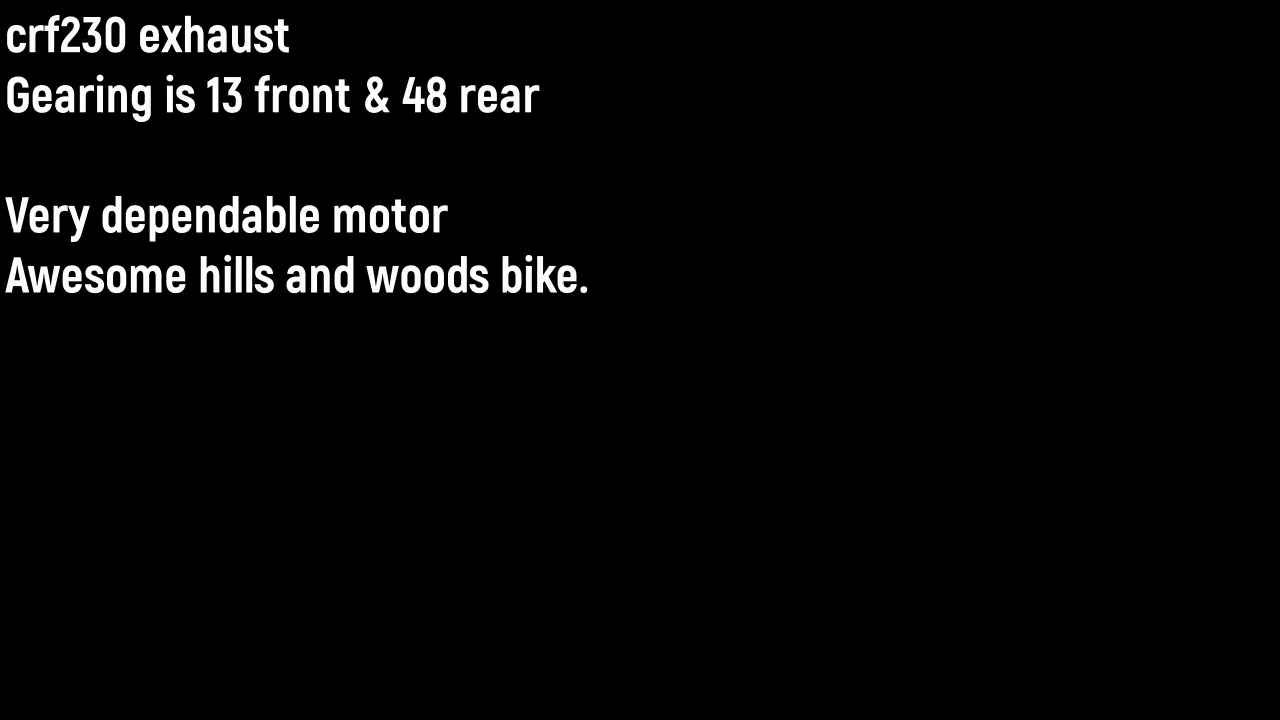 crf230 exhaust
Gearing is 13 front & 48 rear
Very dependable motor
Awesome hills and woods bike.